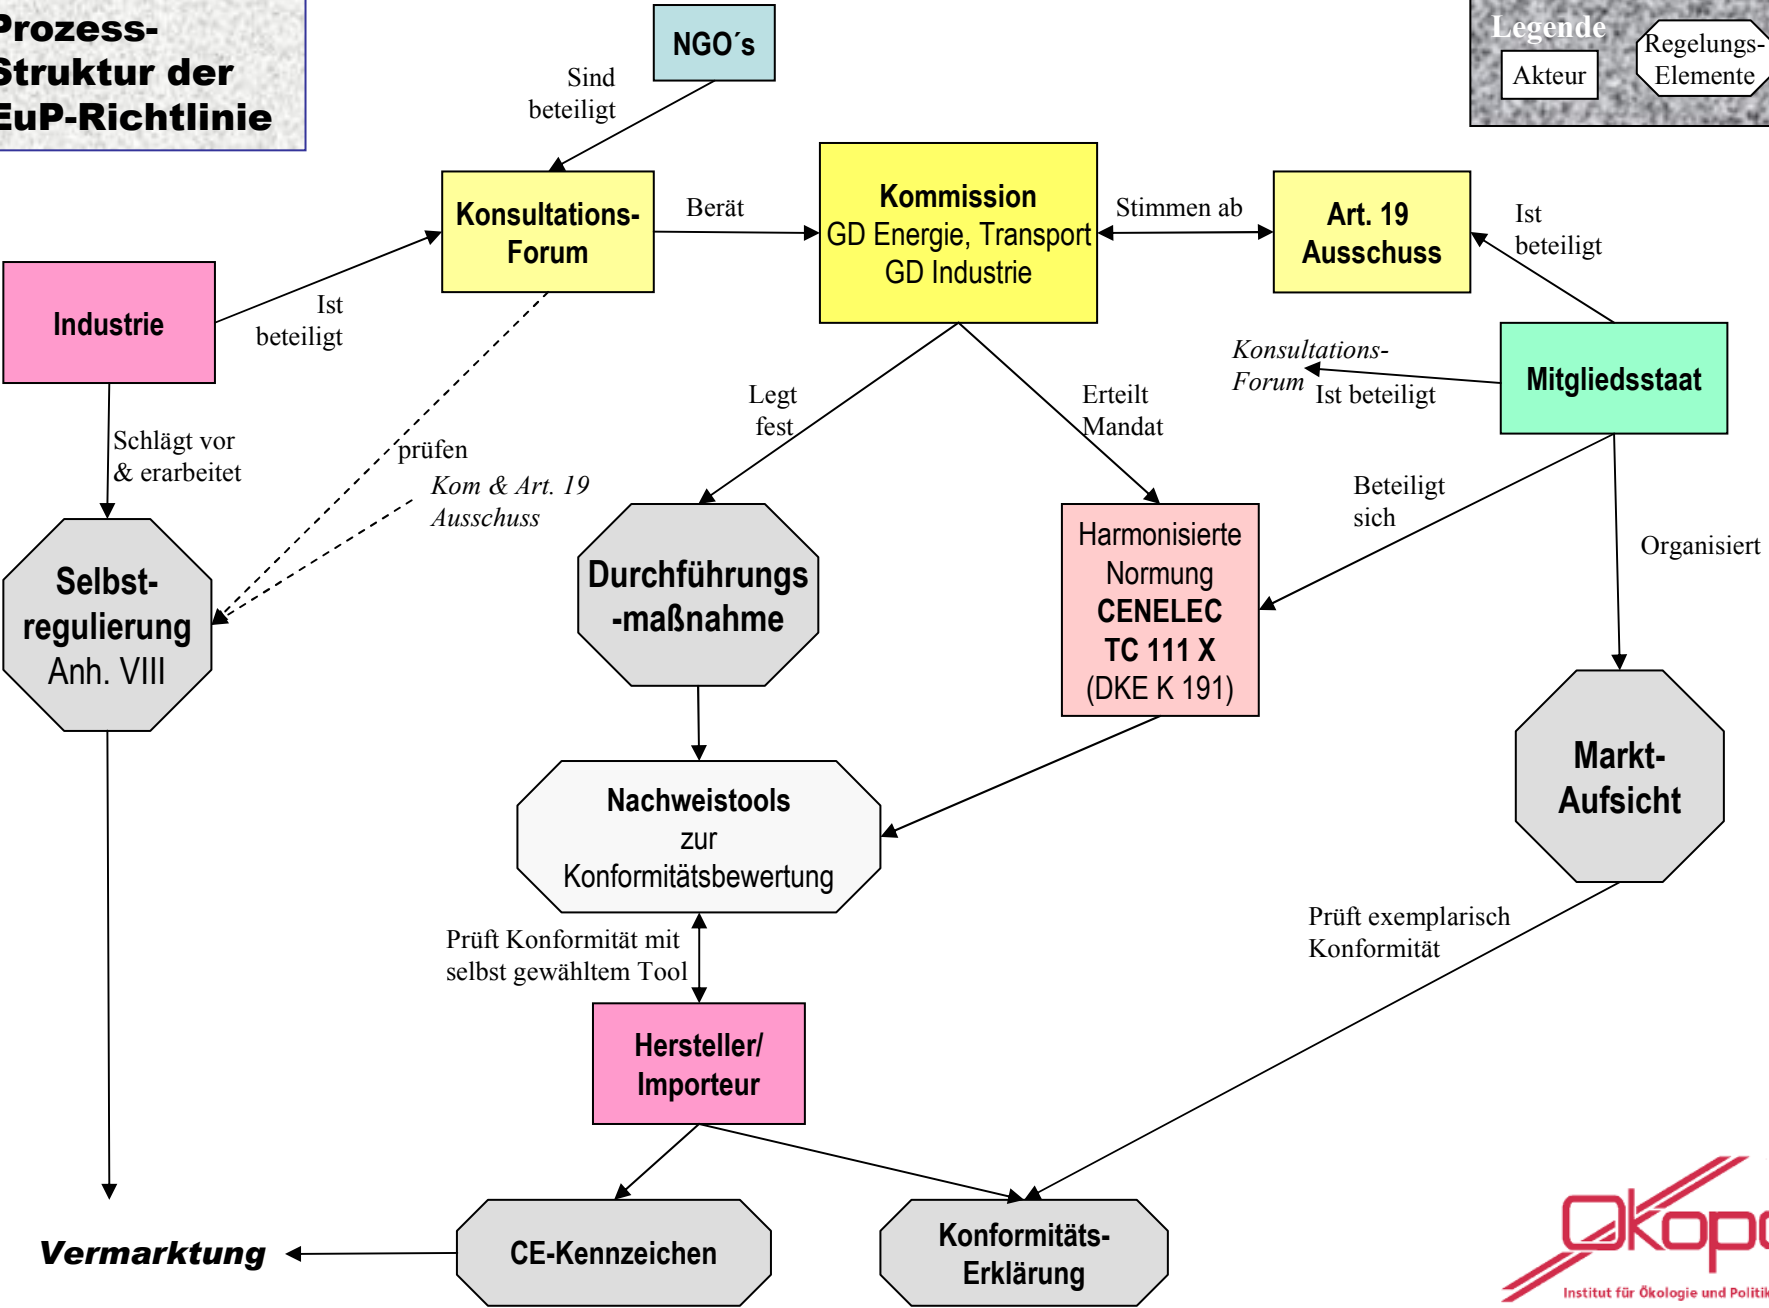 Prozess-
Struktur der
EuP-Richtlinie
NGO´s
Legende
Akteur
Regelungs-
Elemente
Sind
beteiligt
Konsultations-
Forum
Berät
Kommission
GD Energie, Transport
GD Industrie
Stimmen ab
Art. 19
Ausschuss
Ist
beteiligt
Industrie
Ist
beteiligt
Konsultations-
Forum
Ist beteiligt
Mitgliedsstaat
Schlägt vor
& erarbeitet
prüfen
Kom & Art. 19
Ausschuss
Legt
fest
Erteilt
Mandat
Beteiligt
sich
Organisiert
Selbst-
regulierung
Anh. VIII
Durchführungs
-maßnahme
Harmonisierte
Normung
CENELEC
TC 111 X
(DKE K 191)
Markt-
Aufsicht
Nachweistools
zur
Konformitätsbewertung
Prüft Konformität mit
selbst gewähltem Tool
Prüft exemplarisch
Konformität
Hersteller/
Importeur
Vermarktung
CE-Kennzeichen
Konformitäts-
Erklärung
Ökopo
Institut für Ökologie und Politik